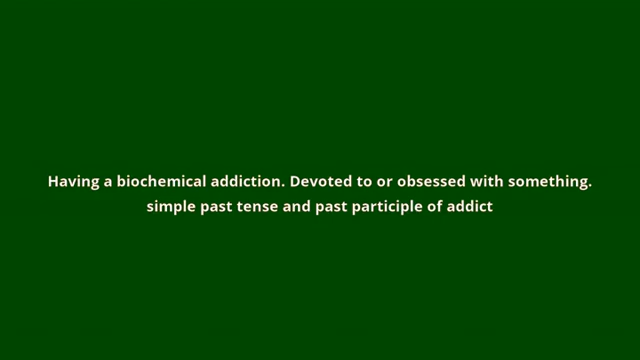 Having a biochemical addiction. Devoted to or obsessed with something.
simple past tense and past participle of addict